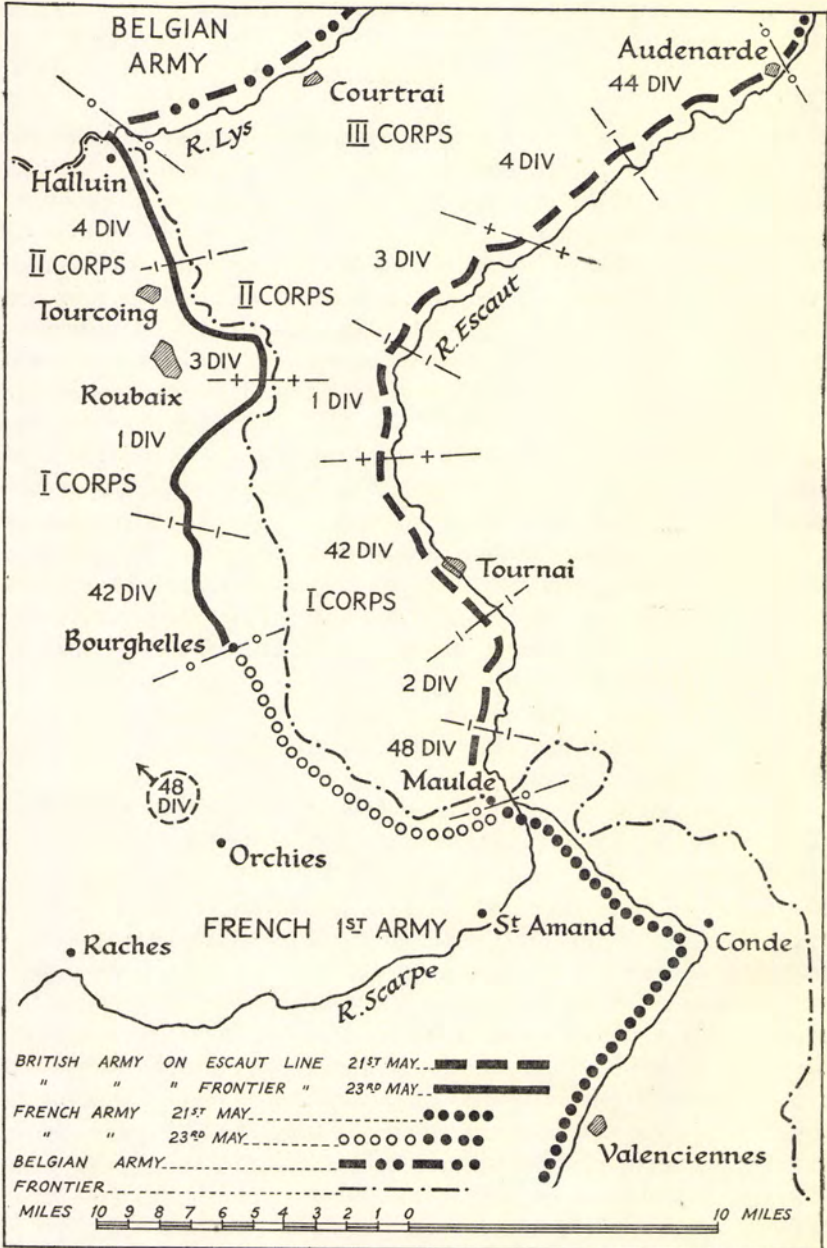 BELGIAN
ARMY
Audenarde
44 DIV
Courtrai
R. Lys
III CORPS
4 DIV
Halluin
4 DIV
II CORPS
3 DIV
II CORPS
Tourcoing
R. Escaut
3 DIV
Roubaix
1 DIV
1 DIV
I CORPS
42 DIV
Tournai
42 DIV
I CORPS
Bourghelles
2 DIV
48 DIV
Maulde
48
DIV
Orchies
FRENCH 1ST ARMY
St Amand
Conde
Raches
R. Scarpe
BRITISH ARMY ON ESCAUT LINE 21ST MAY
" " " FRONTIER " 23RD MAY
FRENCH ARMY 21ST MAY
" " 23RD MAY
BELGIAN ARMY
FRONTIER
Valenciennes
MILES 10 9 8 7 6 5 4 3 2 1 0 10 MILES